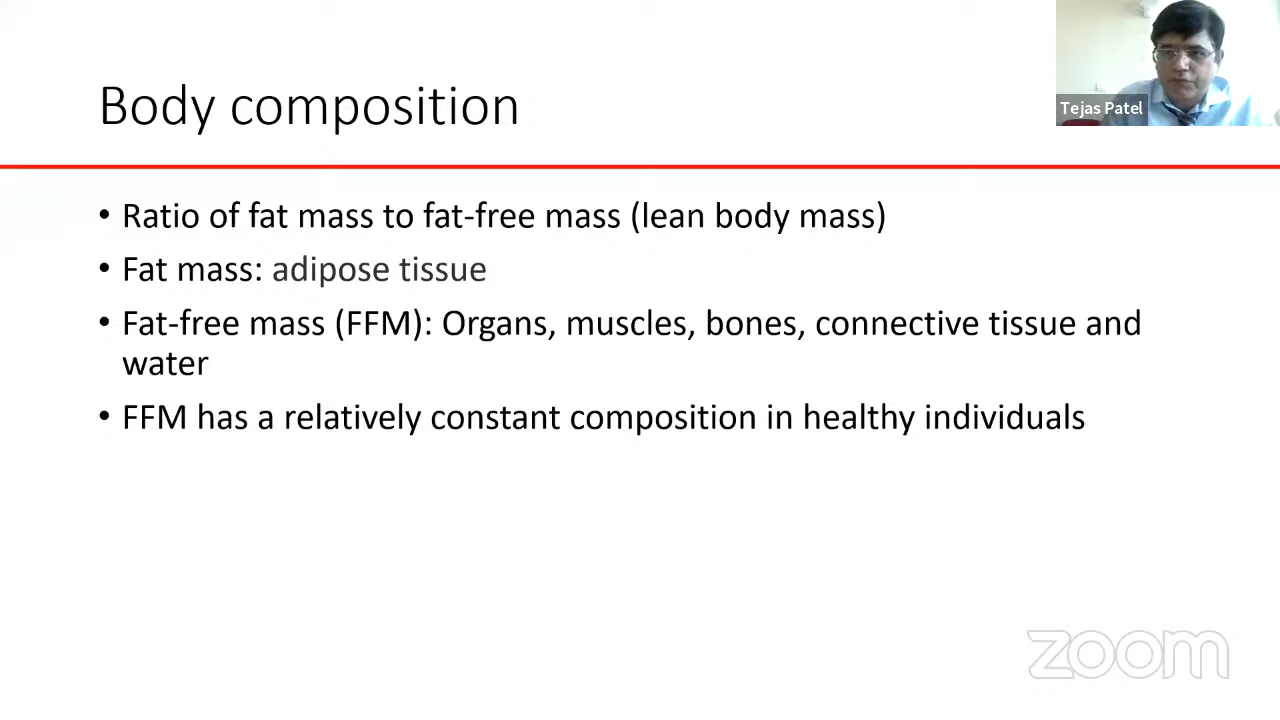 Body composition
Tejas Patel
• Ratio of fat mass to fat-free mass (lean body mass)
• Fat mass: adipose tissue
• Fat-free mass (FFM): Organs, muscles, bones, connective tissue and
water
• FFM has a relatively constant composition in healthy individuals
zoom